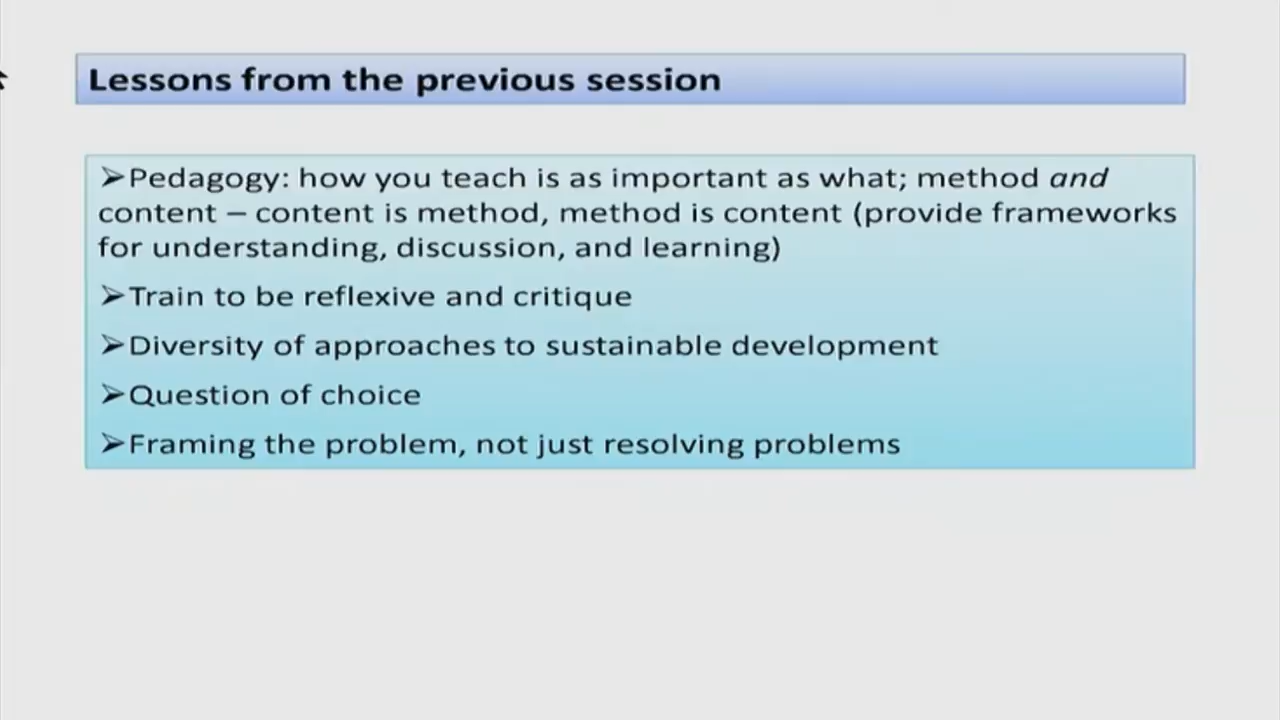 Lessons from the previous session
➢Pedagogy: how you teach is as important as what; method and
content – content is method, method is content (provide frameworks
for understanding, discussion, and learning)
➢Train to be reflexive and critique
➢Diversity of approaches to sustainable development
➢Question of choice
➢Framing the problem, not just resolving problems